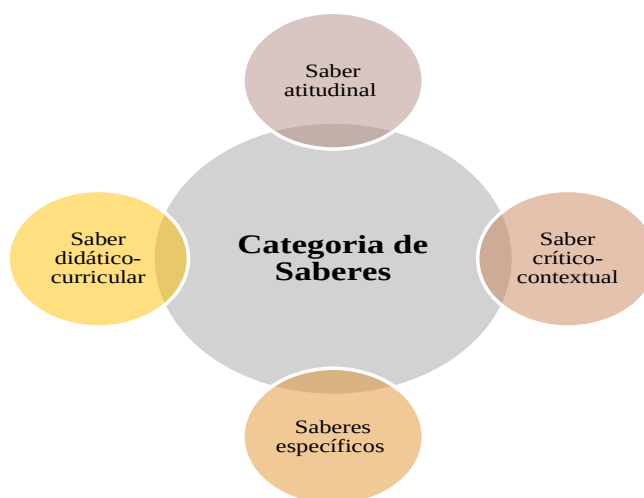 Saber
atitudinal
Categoria de
Saberes
Saber
didático-
curricular
Saber
crítico-
contextual
Saberes
específicos